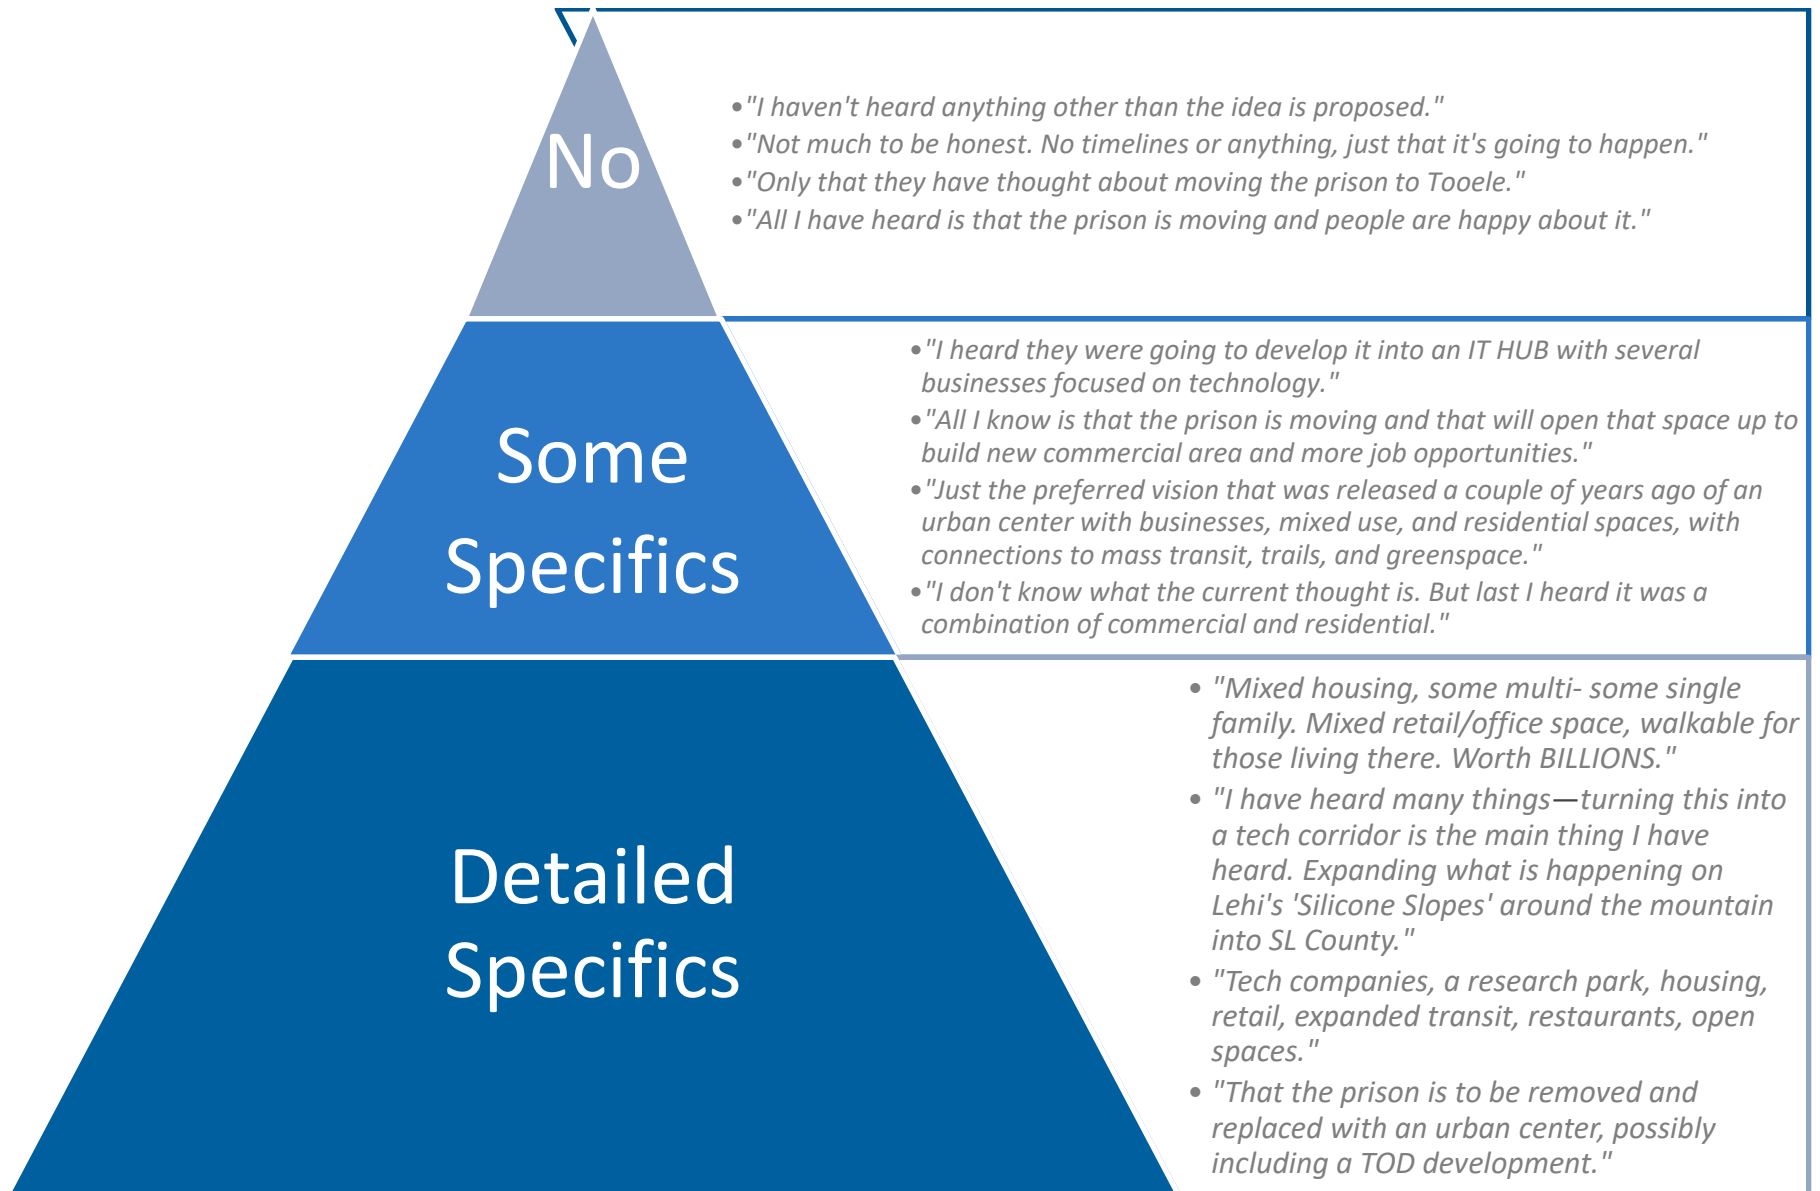 No
•"I haven't heard anything other than the idea is proposed."
•"Not much to be honest. No timelines or anything, just that it's going to happen."
•"Only that they have thought about moving the prison to Tooele."
•"All I have heard is that the prison is moving and people are happy about it."
Some
Specifics
•"I heard they were going to develop it into an IT HUB with several
businesses focused on technology."
•"All I know is that the prison is moving and that will open that space up to
build new commercial area and more job opportunities."
•"Just the preferred vision that was released a couple of years ago of an
urban center with businesses, mixed use, and residential spaces, with
connections to mass transit, trails, and greenspace."
•"I don't know what the current thought is. But last I heard it was a
combination of commercial and residential."
Detailed
Specifics
• "Mixed housing, some multi- some single
family. Mixed retail/office space, walkable for
those living there. Worth BILLIONS."
• "I have heard many things—turning this into
a tech corridor is the main thing I have
heard. Expanding what is happening on
Lehi's 'Silicone Slopes' around the mountain
into SL County."
• "Tech companies, a research park, housing,
retail, expanded transit, restaurants, open
spaces."
• "That the prison is to be removed and
replaced with an urban center, possibly
including a TOD development."